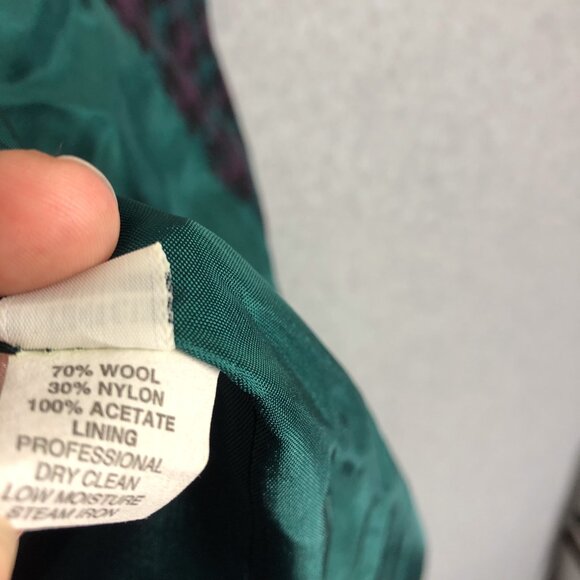 70% WOOL
30% NYLON
100% ACETATE
LINING
PROFESSIONAL
DRY CLEAN
LOW MOISTURE
STEAM IRON